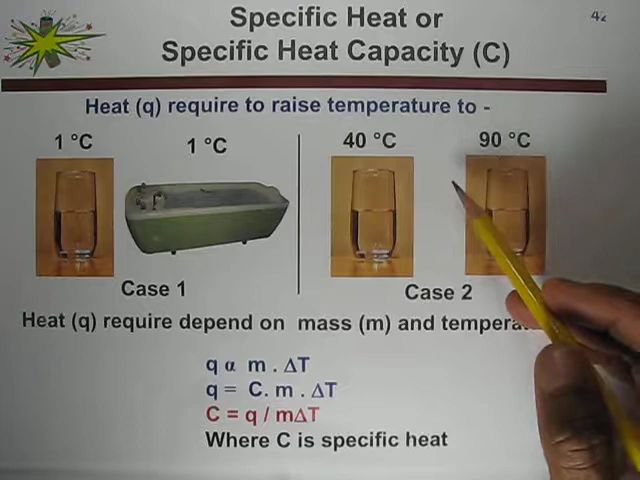 Specific Heat or
Specific Heat Capacity (C)
42
Heat (q) require to raise temperature to -
1 °C
1 °C
40 °C
90 °C
Case 1
Case 2
Heat (q) require depend on mass (m) and
q α m . ΔT
q = C. m . ΔT
C = q / mΔT
Where C is specific heat